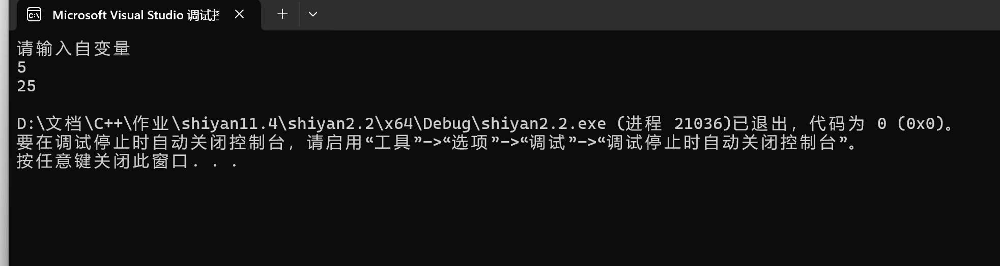 Microsoft Visual Studio 调试控
请输入自变量
5
25
D:\文档\C++\作业\shiyan11.4\shiyan2.2\x64\Debug\shiyan2.2.exe (进程 21036)已退出，代码为 0 (0x0)。
要在调试停止时自动关闭控制台，请启用“工具”->“选项”->“调试”->“调试停止时自动关闭控制台”。
按任意键关闭此窗口. . .